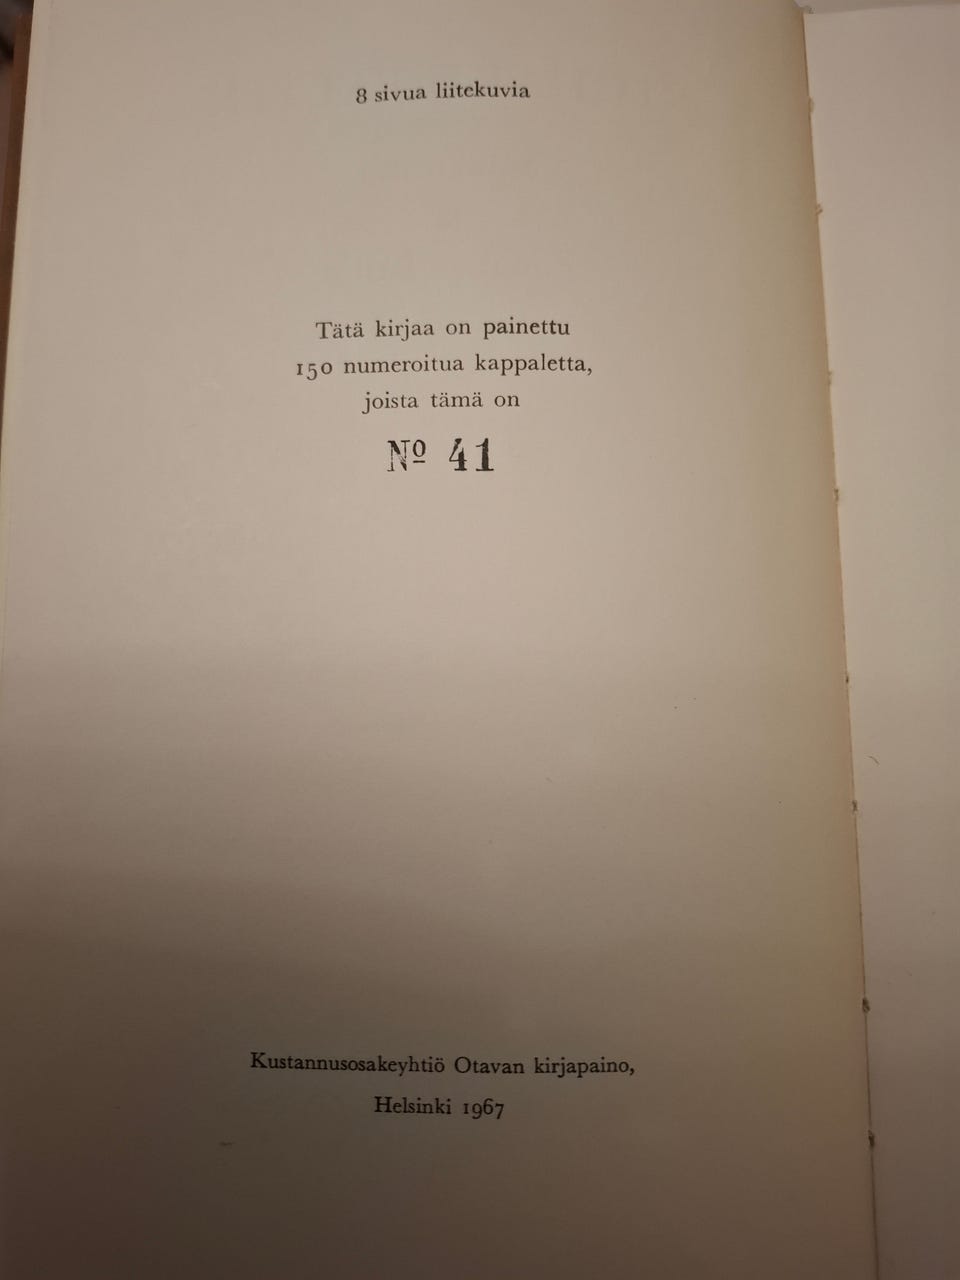 8 sivua liitekuvia
Tätä kirjaa on painettu
150 numeroitua kappaletta,
joista tämä on
Nº 41
Kustannusosakeyhtiö Otavan kirjapaino,
Helsinki 1967